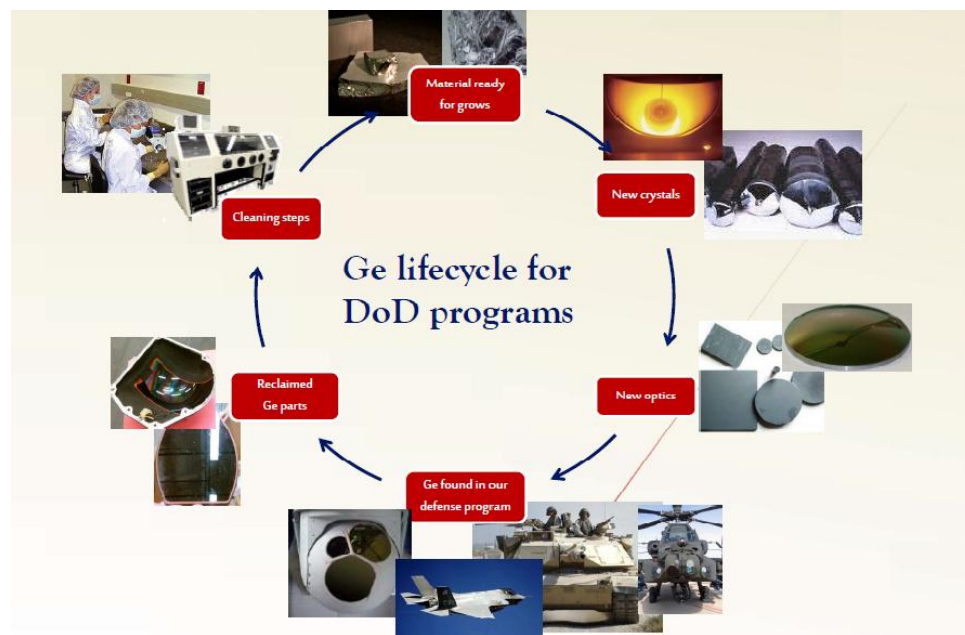 Material ready
for grows
New crystals
Cleaning steps
Ge lifecycle for
DoD programs
Reclaimed
Ge parts
New optics
Ge found in our
defense program